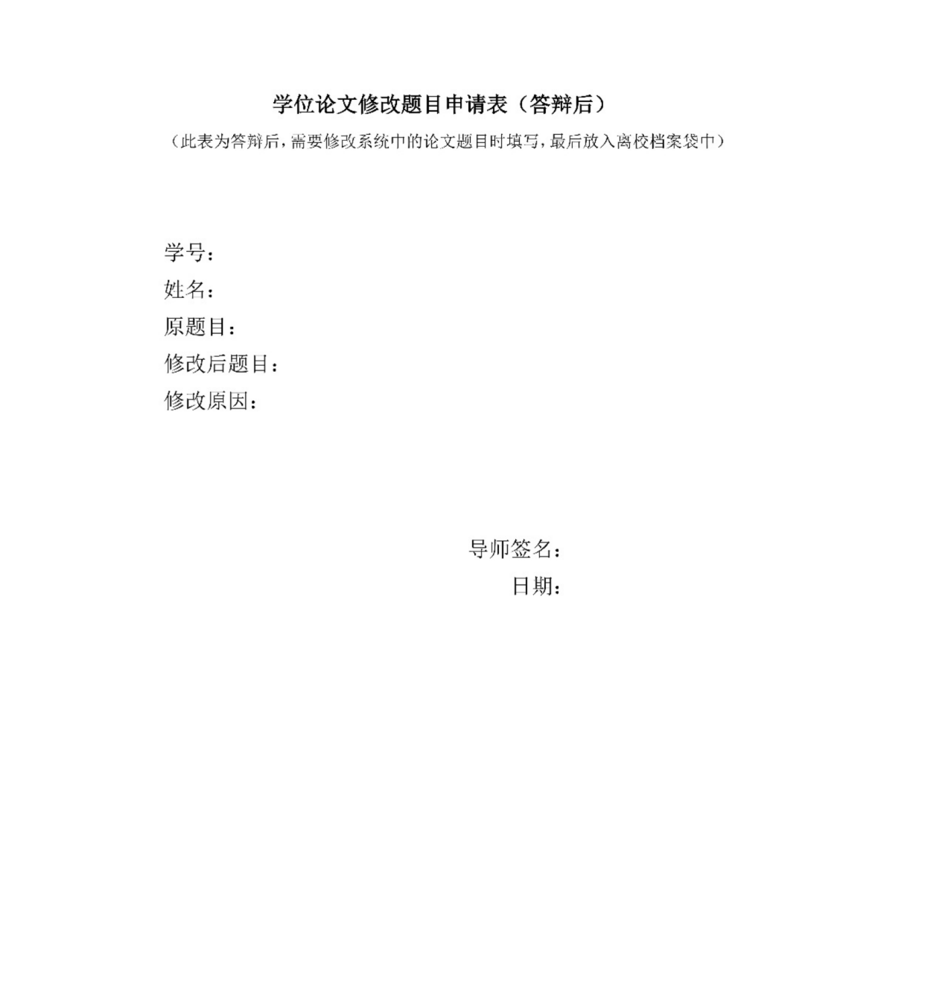 学位论文修改题目申请表（答辩后）
（此表为答辩后,需要修改系统中的论文题目时填写,最后放入离校档案袋中）
学号：
姓名：
原题目：
修改后题目：
修改原因：
导师签名：
日期：